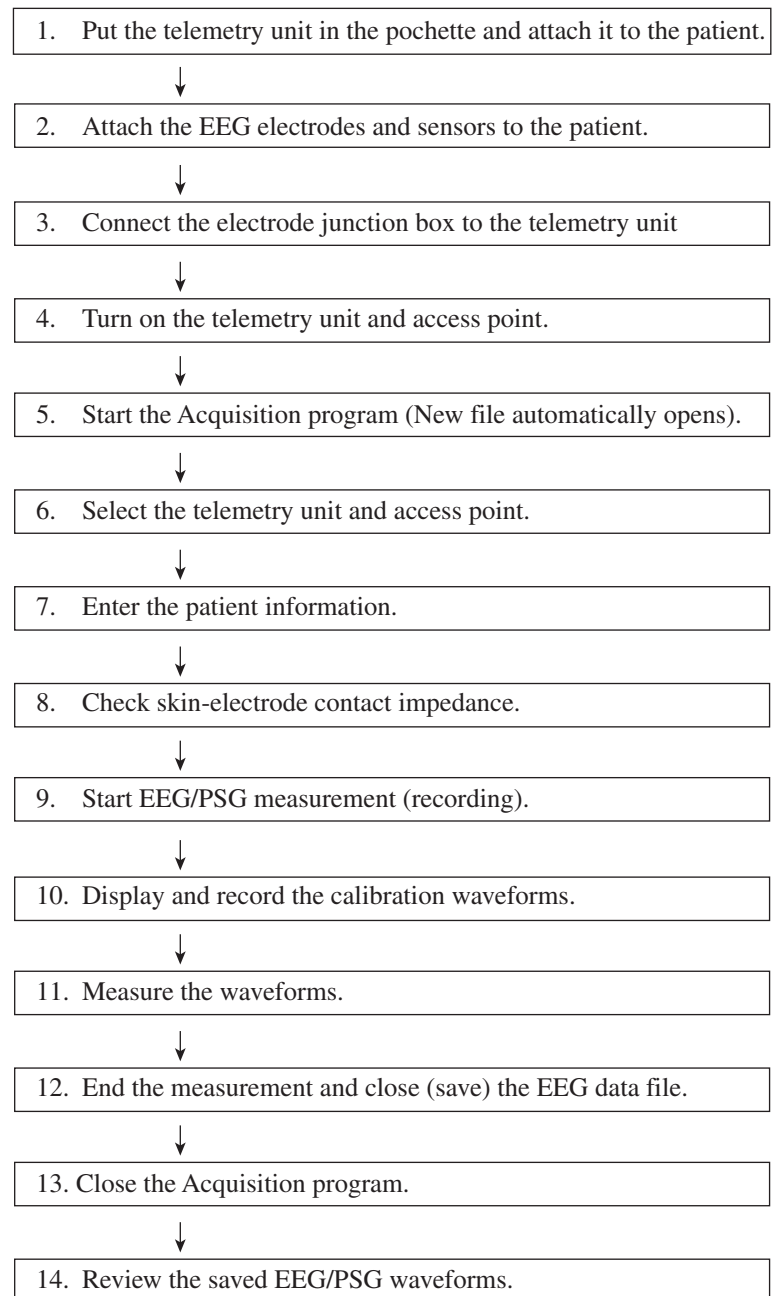 1. Put the telemetry unit in the pochette and attach it to the patient.
2. Attach the EEG electrodes and sensors to the patient.
3. Connect the electrode junction box to the telemetry unit
4. Turn on the telemetry unit and access point.
5. Start the Acquisition program (New file automatically opens).
6. Select the telemetry unit and access point.
7. Enter the patient information.
8. Check skin-electrode contact impedance.
9. Start EEG/PSG measurement (recording).
10. Display and record the calibration waveforms.
11. Measure the waveforms.
12. End the measurement and close (save) the EEG data file.
13. Close the Acquisition program.
14. Review the saved EEG/PSG waveforms.